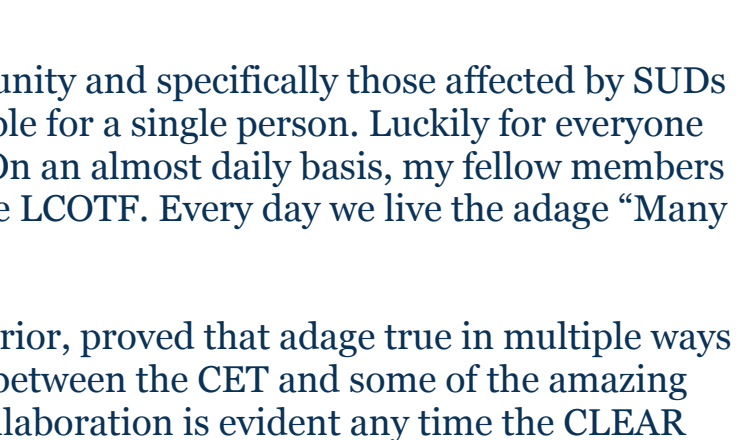 unity and specifically those affected by SUDs
ble for a single person. Luckily for everyone
On an almost daily basis, my fellow members
e LCOTF. Every day we live the adage “Many
rior, proved that adage true in multiple ways
between the CET and some of the amazing
llaboration is evident any time the CLEAR